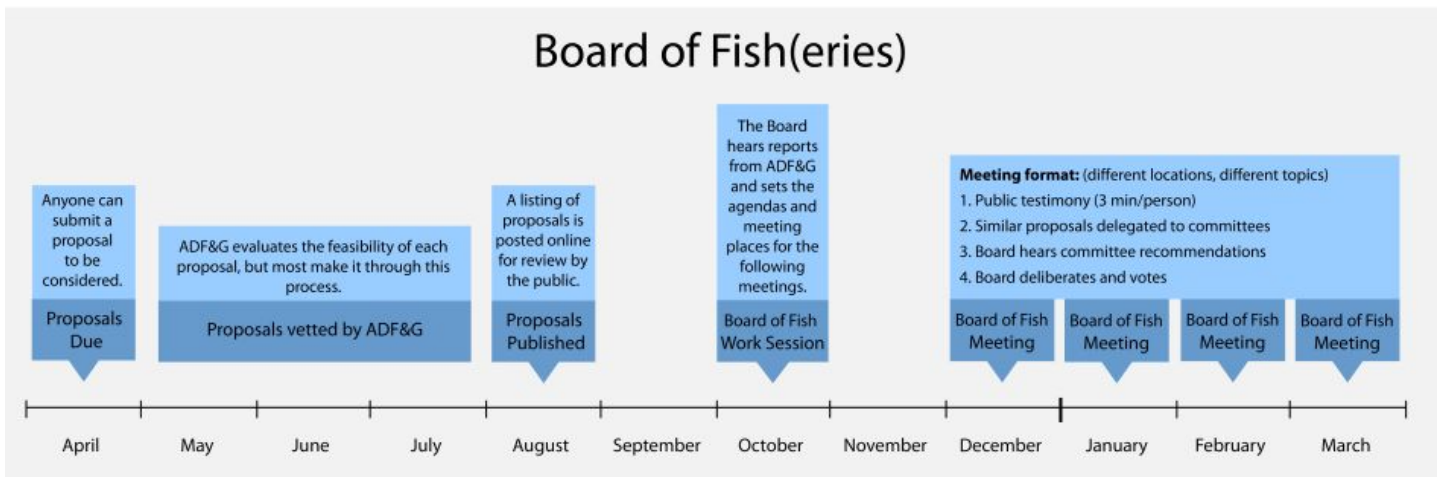 Board of Fish(eries)
Anyone can
submit a
proposal
to be
considered.
Proposals
Due
ADF&G evaluates the feasibility of each
proposal, but most make it through this
process.
Proposals vetted by ADF&G
A listing of
proposals is
posted online
for review by
the public.
Proposals
Published
The Board
hears reports
from ADF&G
and sets the
agendas and
meeting
places for the
following
meetings.
Board of Fish
Work Session
Meeting format: (different locations, different topics)
1. Public testimony (3 min/person)
2. Similar proposals delegated to committees
3. Board hears committee recommendations
4. Board deliberates and votes
Board of Fish
Meeting
Board of Fish
Meeting
Board of Fish
Meeting
Board of Fish
Meeting
April
May
June
July
August
September
October
November
December
January
February
March